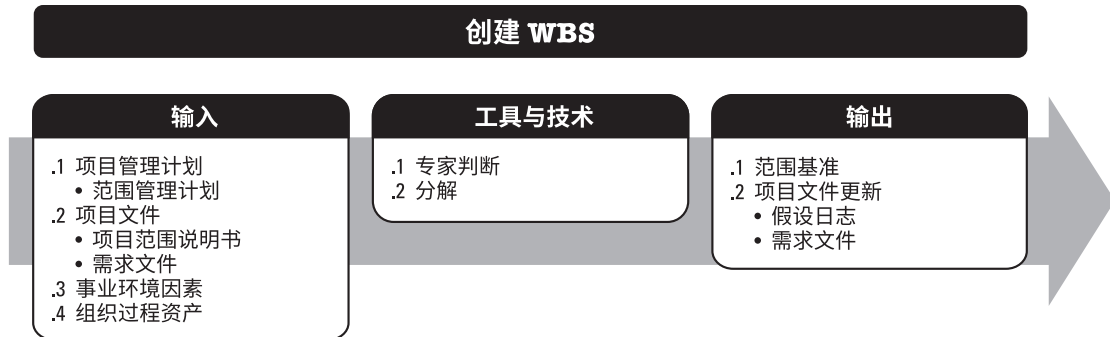 创建 WBS
输入
.1 项目管理计划
• 范围管理计划
.2 项目文件
• 项目范围说明书
• 需求文件
.3 事业环境因素
.4 组织过程资产
工具与技术
.1 专家判断
.2 分解
输出
.1 范围基准
.2 项目文件更新
• 假设日志
• 需求文件